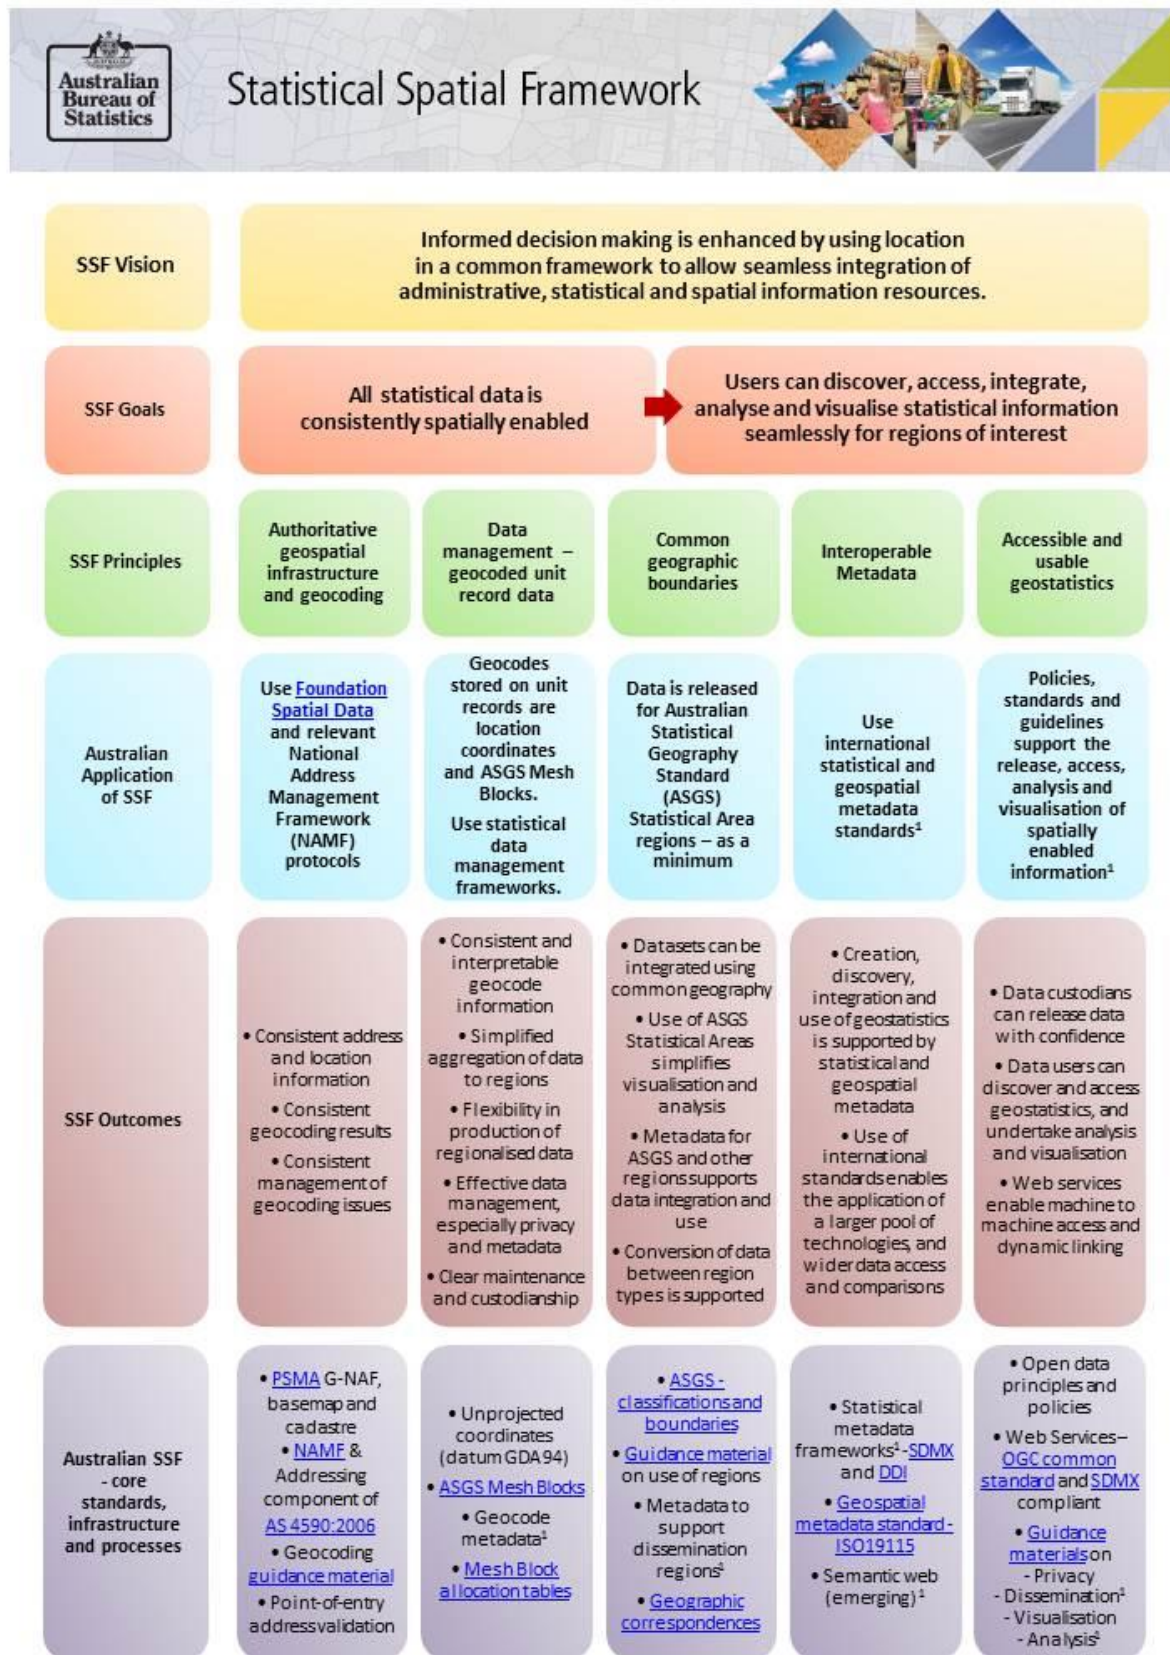 Australian
Bureau of
Statistics
Statistical Spatial Framework
SSF Vision
Informed decision making is enhanced by using location
in a common framework to allow seamless integration of
administrative, statistical and spatial information resources.
SSF Goals
All statistical data is
consistently spatially enabled
Users can discover, access, integrate,
analyse and visualise statistical information
seamlessly for regions of interest
SSF Principles
Authoritative
geospatial
infrastructure
and geocoding
Data
management –
geocoded unit
record data
Common
geographic
boundaries
Interoperable
Metadata
Accessible and
usable
geostatistics
Australian
Application
of SSF
Use Foundation
Spatial Data
and relevant
National
Address
Management
Framework
(NAMF)
protocols
Geocodes
stored on unit
records are
location
coordinates
and ASGS Mesh
Blocks.
Use statistical
data
management
frameworks.
Data is released
for Australian
Statistical
Geography
Standard
(ASGS)
Statistical Area
regions – as a
minimum
Use
international
statistical and
geospatial
metadata
standards¹
Policies,
standards and
guidelines
support the
release, access,
analysis and
visualisation of
spatially
enabled
information¹
SSF Outcomes
• Consistent address
and location
information
• Consistent
geocoding results
• Consistent
management of
geocoding issues
• Consistent and
interpretable
geocode
information
• Simplified
aggregation of data
to regions
• Flexibility in
production of
regionalised data
• Effective data
management,
especially privacy
and metadata
• Clear maintenance
and custodianship
• Datasets can be
integrated using
common geography
• Use of ASGS
Statistical Areas
simplifies
visualisation and
analysis
• Metadata for
ASGS and other
regions supports
data integration and
use
• Conversion of data
between region
types is supported
• Creation,
discovery,
integration and
use of geostatistics
is supported by
statistical and
geospatial
metadata
• Use of
international
standards enables
the application of
a larger pool of
technologies, and
wider data access
and comparisons
• Data custodians
can release data
with confidence
• Data users can
discover and access
geostatistics, and
undertake analysis
and visualisation
• Web services
enable machine to
machine access and
dynamic linking
Australian SSF
- core
standards,
infrastructure
and processes
• PSMA G-NAF,
basemap and
cadastre
• NAMF &
Addressing
component of
AS 4590:2006
• Geocoding
guidance material
• Point-of-entry
address validation
• Unprojected
coordinates
(datum GDA94)
• ASGS Mesh Blocks
• Geocode
metadata¹
• Mesh Block
allocation tables
• ASGS -
classifications and
boundaries
• Guidance material
on use of regions
• Metadata to
support
dissemination
regions¹
• Geographic
correspondences
• Statistical
metadata
frameworks¹-SDMX
and DDI
• Geospatial
metadata standard -
ISO19115
• Semantic web
(emerging)¹
• Open data
principles and
policies
• Web Services–
OGC common
standard and SDMX
compliant
• Guidance
materials on
- Privacy
- Dissemination¹
- Visualisation
- Analysis¹